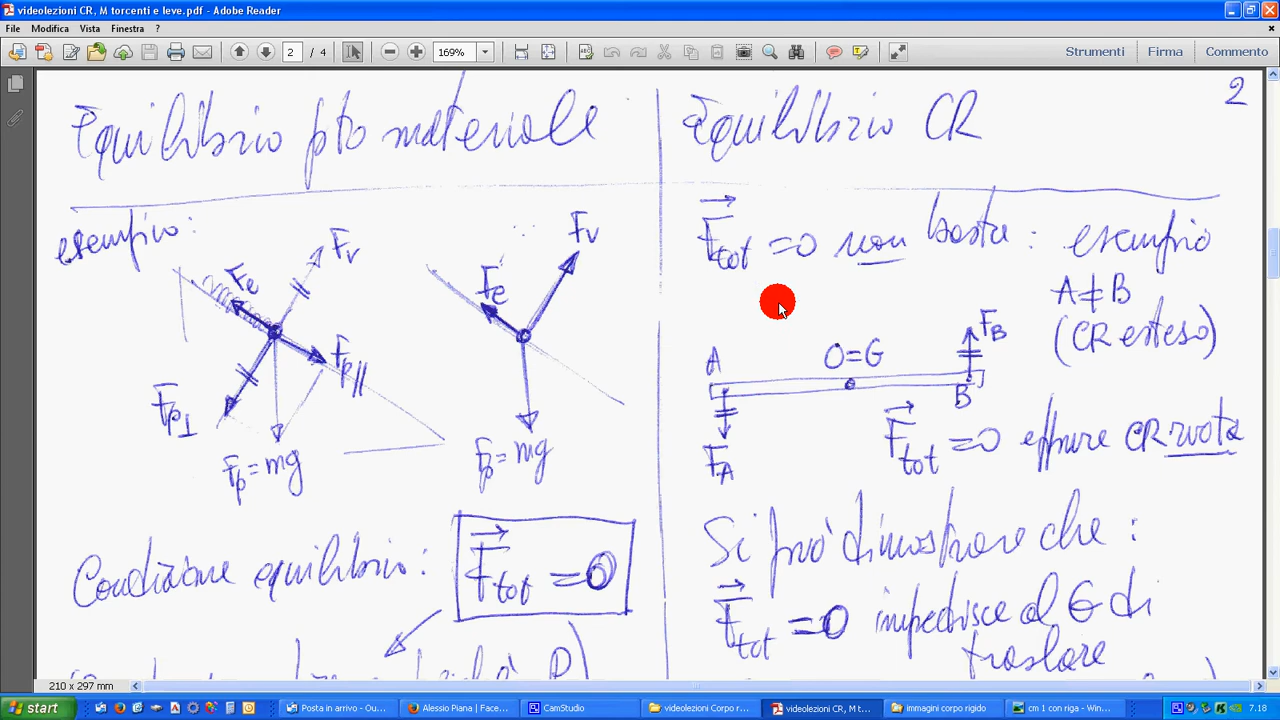 videolezioni CR, M torcenti e leve.pdf - Adobe Reader
File Modifica Vista Finestra ?
2 / 4 169% Strumenti Firma Commento
2
Equilibrio pto materiale
Equilibrio CR
esempio:
Fe
Fv
Fp//
Fp⊥
Fp = mg
Fe
Fv
Fp = mg
Condizione equilibrio: Ftot = 0
Ftot = 0 non basta: esempio
A ≠ B
(CR esteso)
A
O=G
FB
B
FA
Ftot = 0 eppure CR ruota
Si può dimostrare che:
Ftot = 0 impedisce al G di
traslare
210 x 297 mm
start Posta in arrivo - Ou... Alessio Piana | Face... CamStudio videolezioni Corpo r... videolezioni CR, M t... immagini corpo rigido cm 1 con riga - Win... 7.18